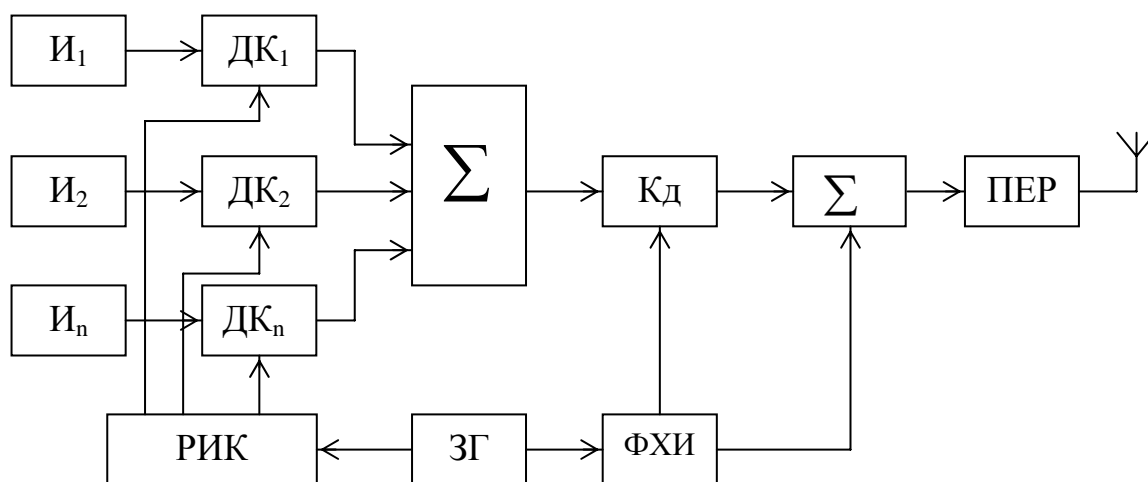 И₁ ДК₁
И₂ ДК₂ Σ Кд Σ ПЕР
Иₙ ДКₙ
РИК ЗГ ФХИ